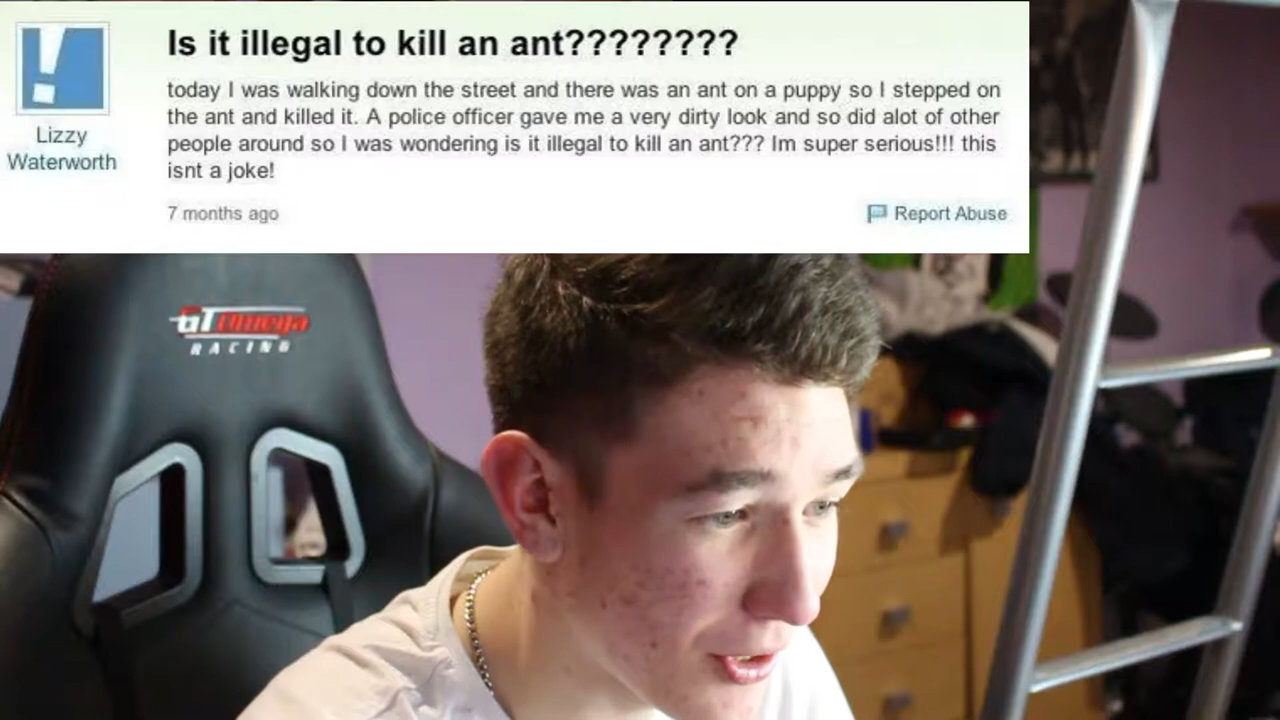 Is it illegal to kill an ant????????
today I was walking down the street and there was an ant on a puppy so I stepped on
the ant and killed it. A police officer gave me a very dirty look and so did alot of other
people around so I was wondering is it illegal to kill an ant??? Im super serious!!! this
isnt a joke!
Lizzy
Waterworth
7 months ago
Report Abuse
GT Omega
RACING